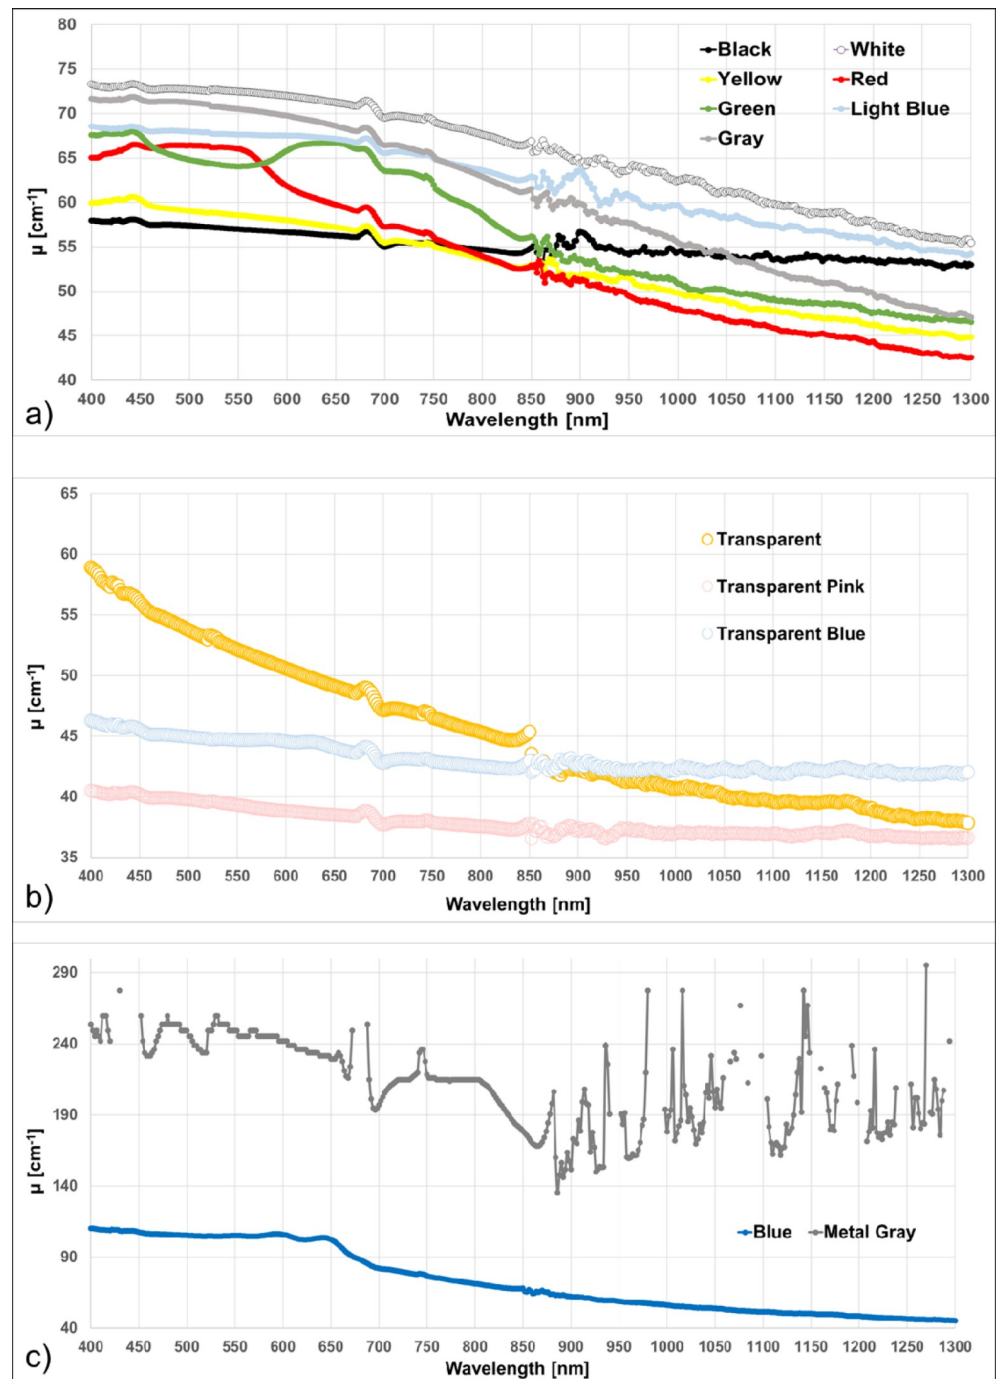 80
75
70
65
60
55
50
45
40
μ [cm⁻¹]
Black White
Yellow Red
Green Light Blue
Gray
400 450 500 550 600 650 700 750 800 850 900 950 1000 1050 1100 1150 1200 1250 1300
Wavelength [nm]
a)
65
60
55
50
45
40
35
μ [cm⁻¹]
Transparent
Transparent Pink
Transparent Blue
400 450 500 550 600 650 700 750 800 850 900 950 1000 1050 1100 1150 1200 1250 1300
Wavelength [nm]
b)
290
240
190
140
90
40
μ [cm⁻¹]
Blue Metal Gray
400 450 500 550 600 650 700 750 800 850 900 950 1000 1050 1100 1150 1200 1250 1300
Wavelength [nm]
c)